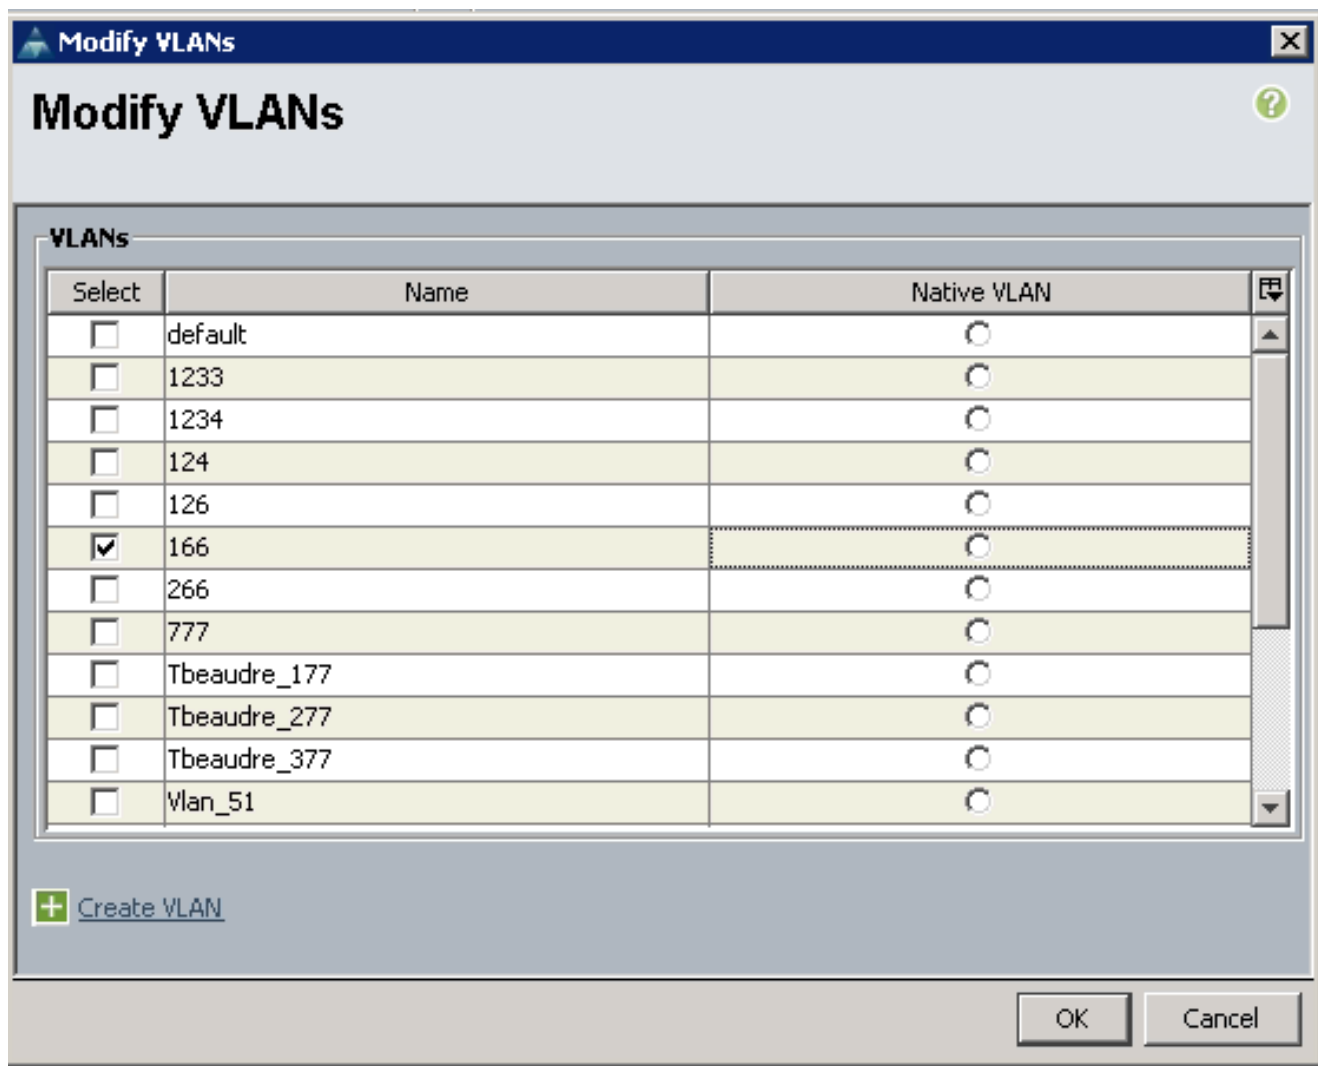 Modify VLANs
Modify VLANs
VLANs
Select Name Native VLAN
default
1233
1234
124
126
166
266
777
Tbeaudre_177
Tbeaudre_277
Tbeaudre_377
Vlan_51
Create VLAN
OK Cancel